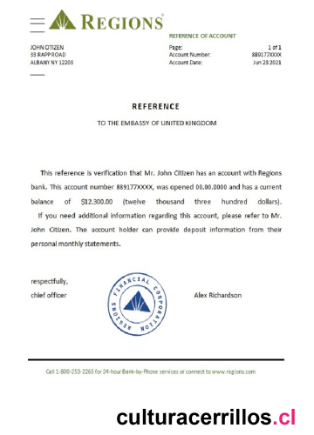 REGIONS
REFERENCE OF ACCOUNT
JOHN CITIZEN
Page: 1 of 1
Account Number: 889177XXXX
ALBANY NY 12203
Account Date: Jun 20 2021
REFERENCE
TO THE EMBASSY OF UNITED KINGDOM
This reference is verification that Mr. John Citizen has an account with Regions
bank. This account number 889177XXXX, was opened 00.00.0000 and has a current
balance of $12.300.00 (twelve thousand three hundred dollars).
If you need additional information regarding this account, please refer to Mr.
John Citizen. The account holder can provide deposit information from their
personal monthly statements.
respectfully,
chief officer
Alex Richardson
REGIONS FINANCIAL CORPORATION
Call 1-800-253-2265 for 24-hour Bank-by-Phone services or connect to www.regions.com
culturacerrillos.cl